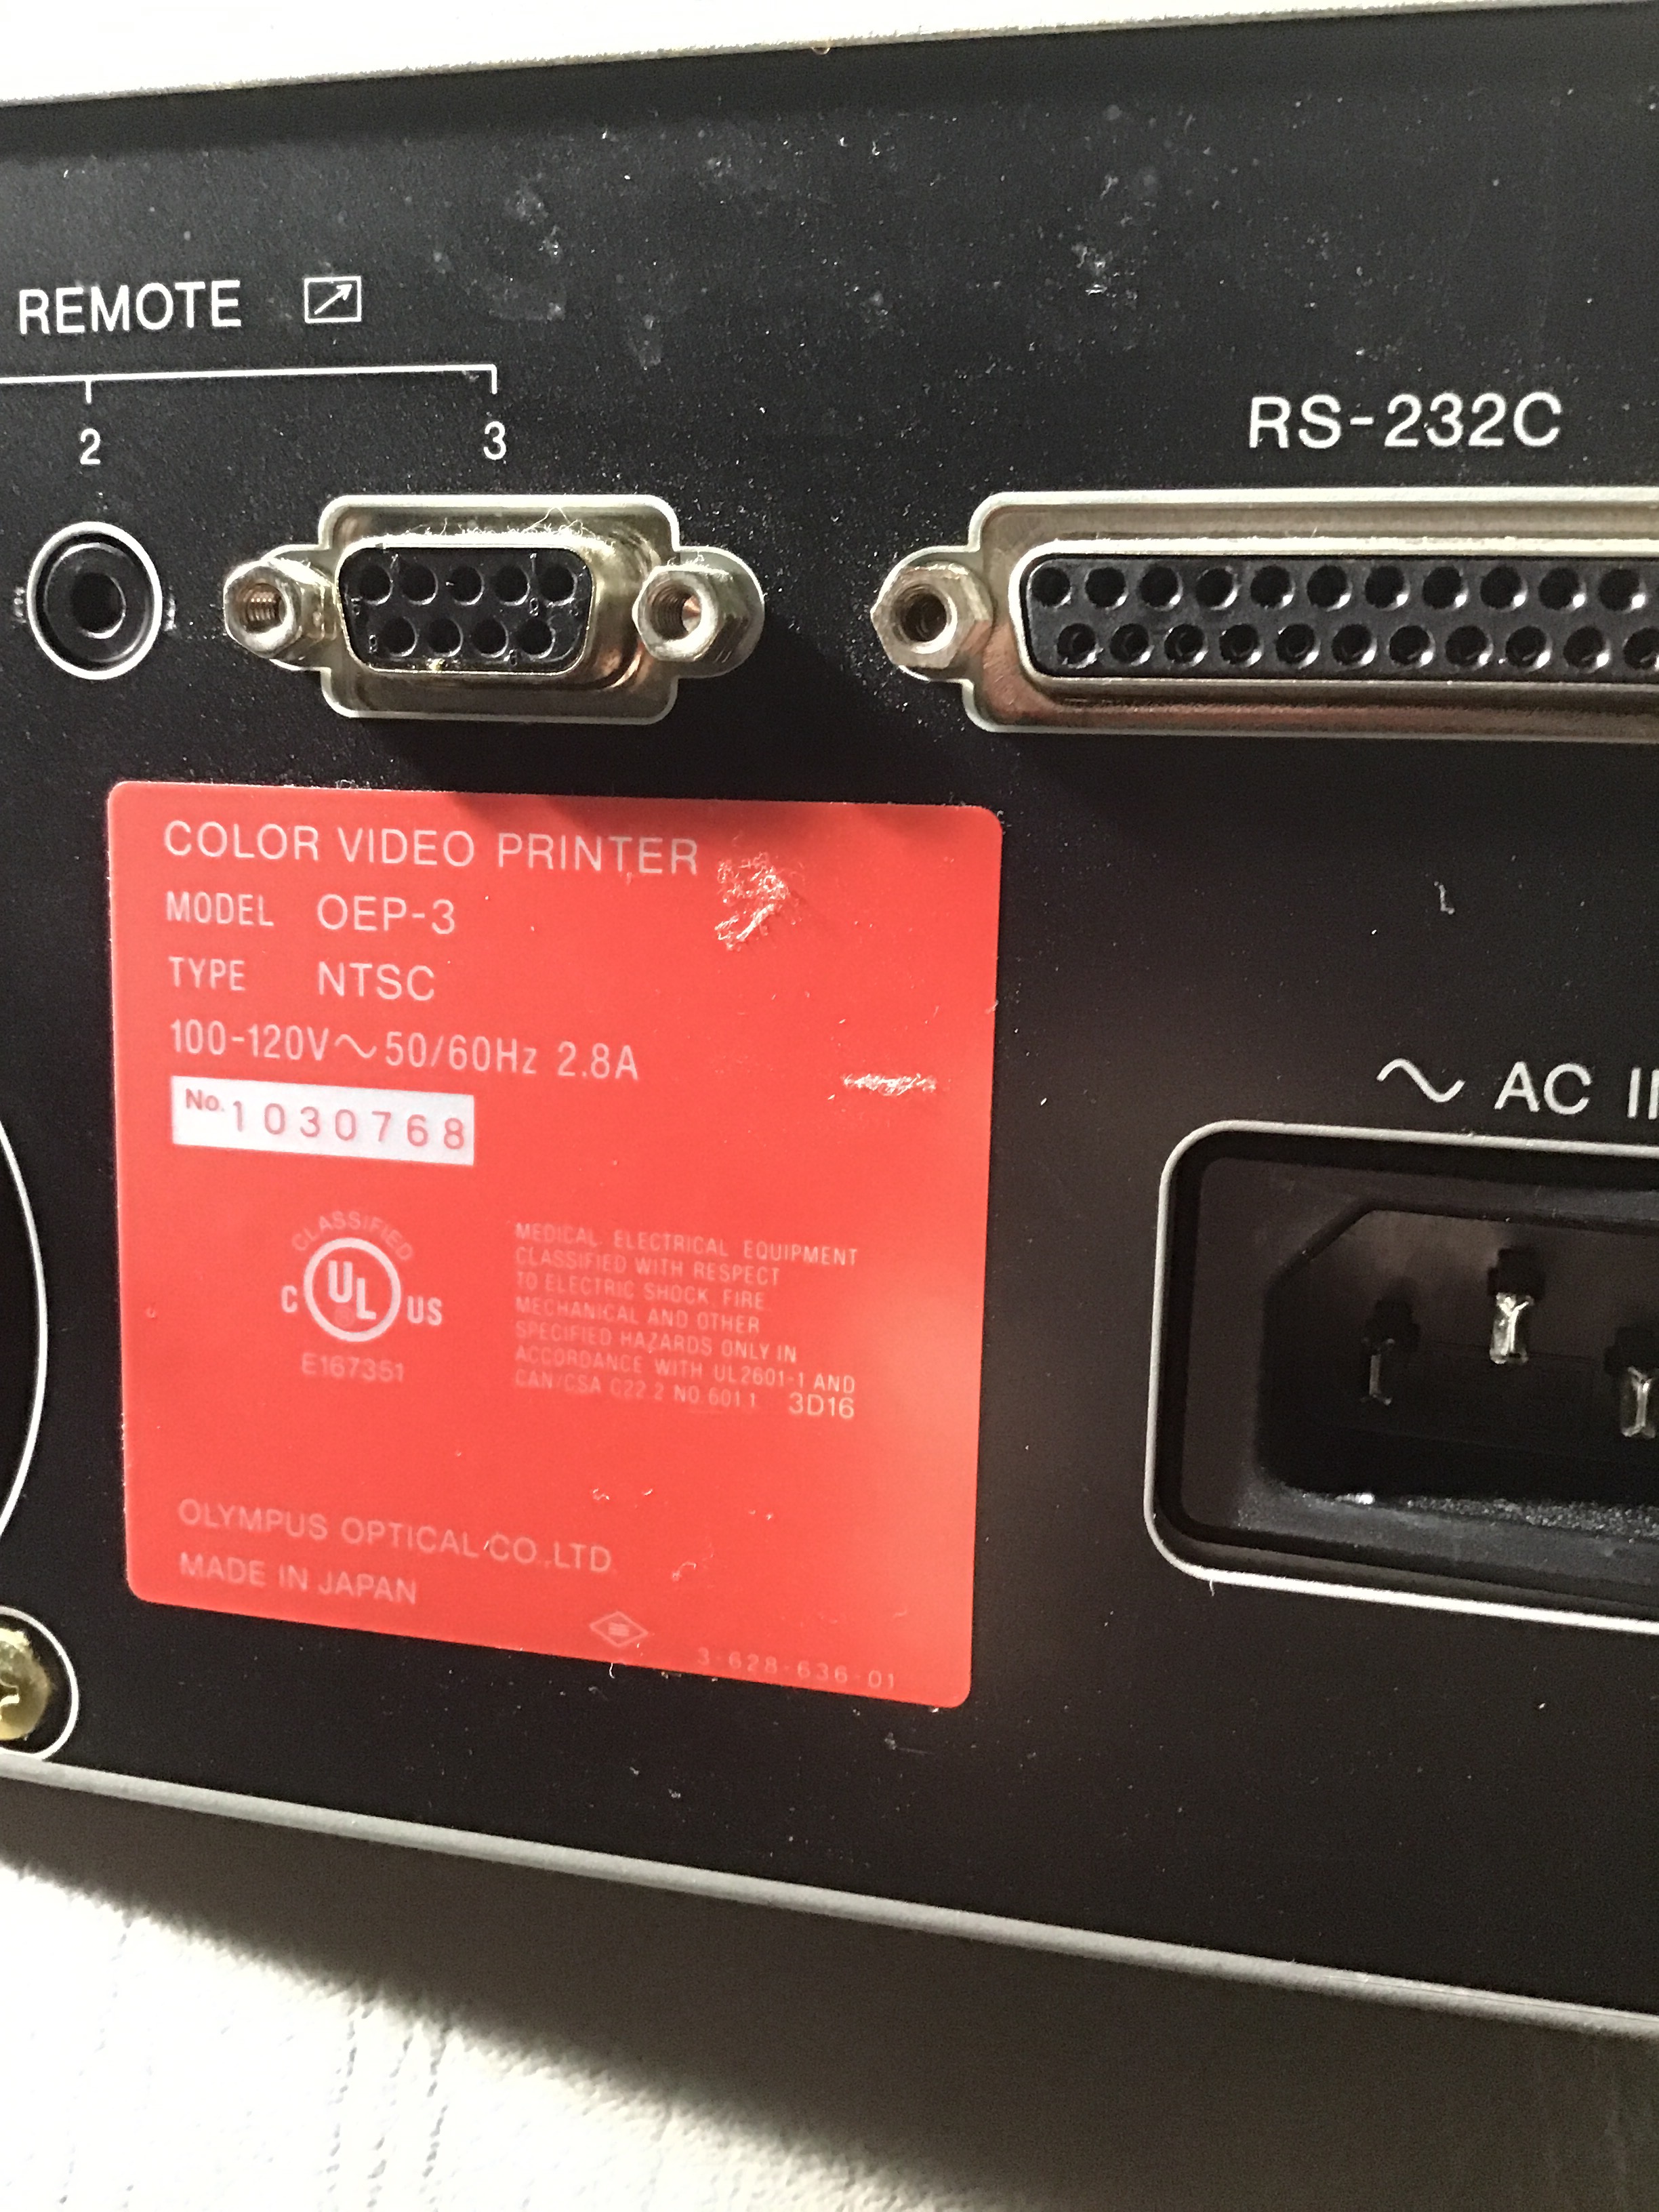 REMOTE
2 3
RS-232C
COLOR VIDEO PRINTER
MODEL OEP-3
TYPE NTSC
100-120V~50/60Hz 2.8A
No. 1030768
~ AC IN
CLASSIFIED
C UL US
E167351
MEDICAL ELECTRICAL EQUIPMENT
CLASSIFIED WITH RESPECT
TO ELECTRIC SHOCK, FIRE,
MECHANICAL AND OTHER
SPECIFIED HAZARDS ONLY IN
ACCORDANCE WITH UL2601-1 AND
CAN/CSA C22.2 NO.601.1 3D16
OLYMPUS OPTICAL CO.,LTD.
MADE IN JAPAN
3-628-636-01